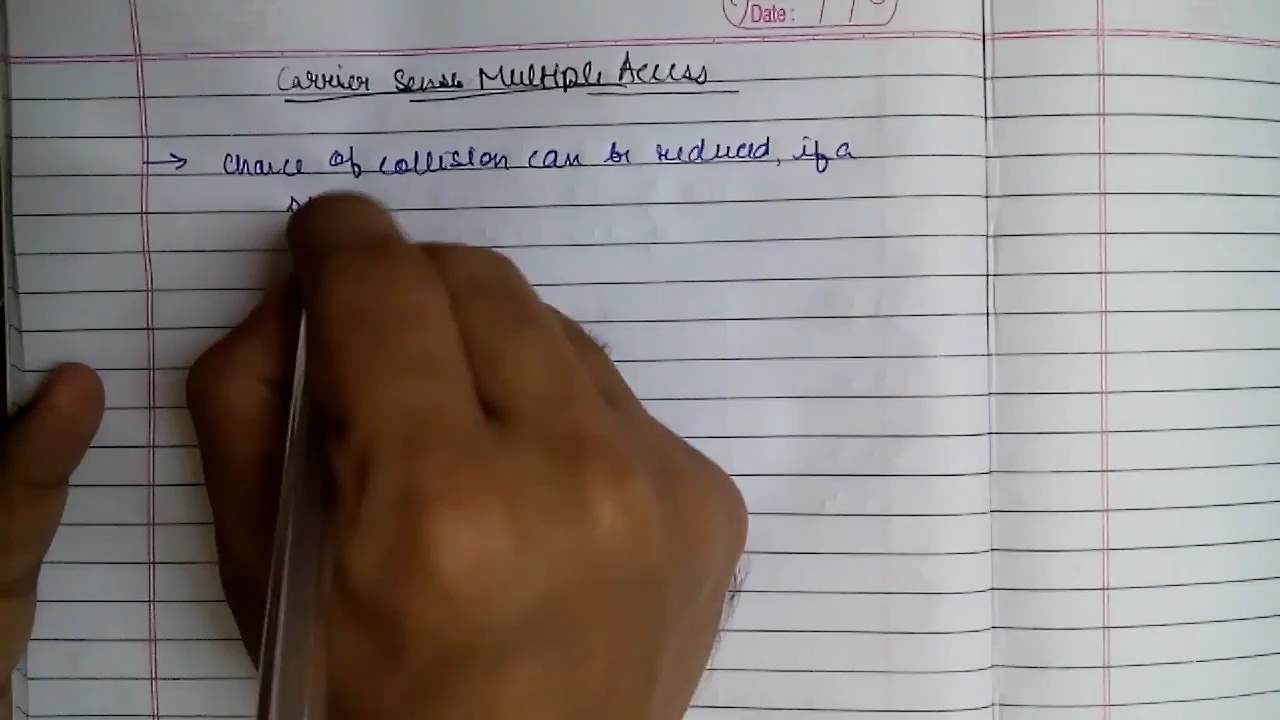 Date :
Carrier Sense Multiple Access
→ Chance of collision can be reduced, if a